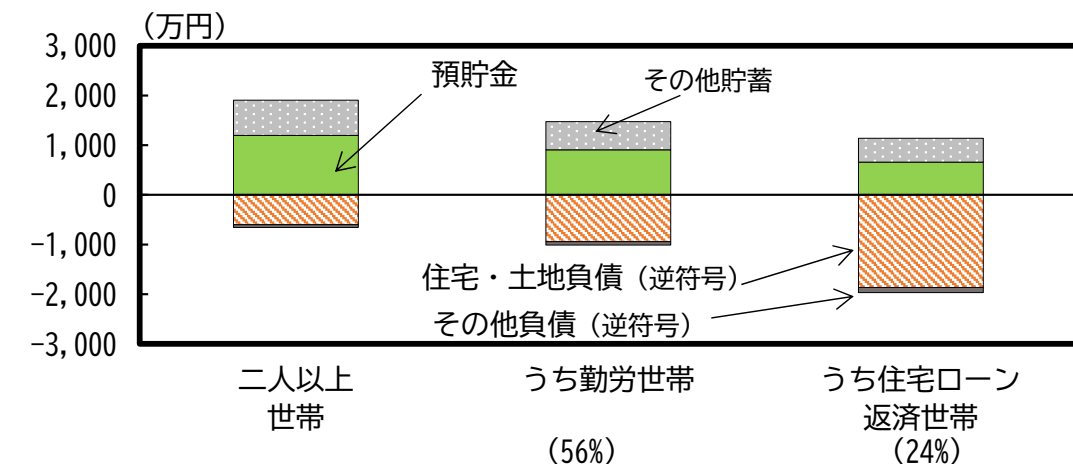 （万円）
3,000
2,000
1,000
0
-1,000
-2,000
-3,000
預貯金
その他貯蓄
住宅・土地負債（逆符号）
その他負債（逆符号）
二人以上
世帯
うち勤労世帯
(56%)
うち住宅ローン
返済世帯
(24%)